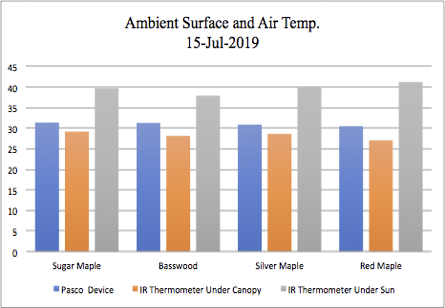 Ambient Surface and Air Temp.
15-Jul-2019
45
40
35
30
25
20
15
10
5
0
Sugar Maple Basswood Silver Maple Red Maple
Pasco Device IR Thermometer Under Canopy IR Thermometer Under Sun